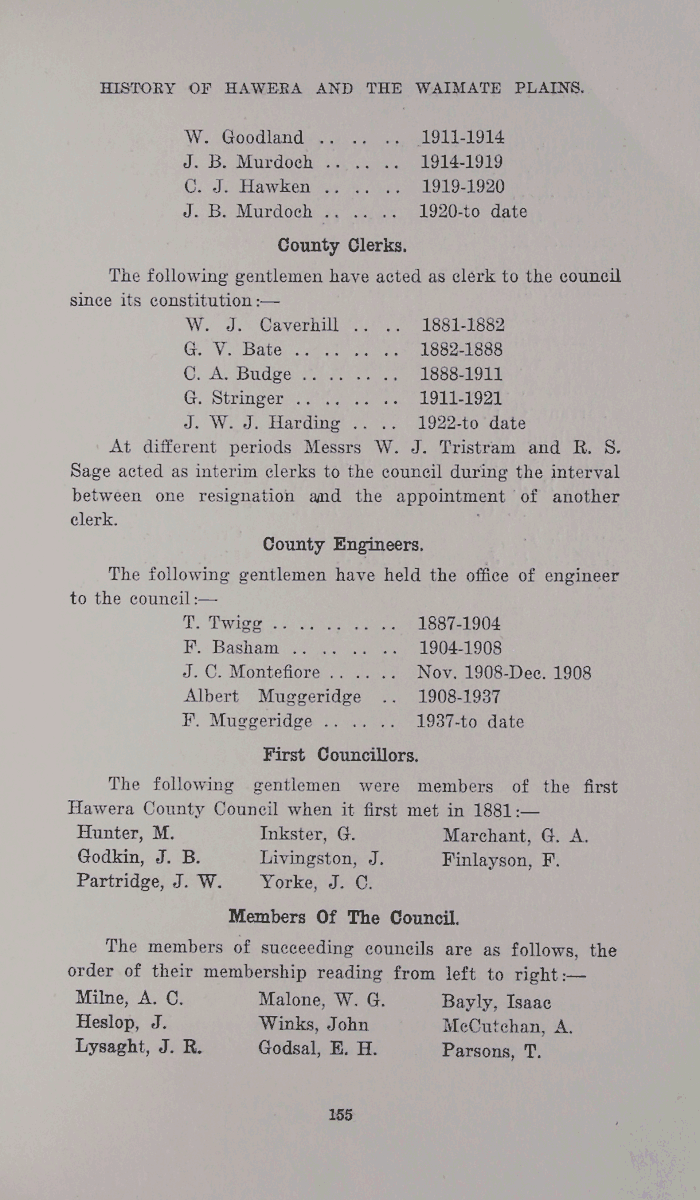 HISTORY OF HAWERA AND THE WAIMATE PLAINS.
W. Goodland .. .. .. 1911-1914
J. B. Murdoch .. .. .. 1914-1919
C. J. Hawken .. .. .. 1919-1920
J. B. Murdoch .. .. .. 1920-to date
County Clerks.
The following gentlemen have acted as clerk to the council
since its constitution:—
W. J. Caverhill .. .. 1881-1882
G. V. Bate .. .. .. .. 1882-1888
C. A. Budge .. .. .. .. 1888-1911
G. Stringer .. .. .. .. 1911-1921
J. W. J. Harding .. .. 1922-to date
At different periods Messrs W. J. Tristram and R. S.
Sage acted as interim clerks to the council during the interval
between one resignation and the appointment of another
clerk.
County Engineers.
The following gentlemen have held the office of engineer
to the council:—
T. Twigg .. .. .. .. .. 1887-1904
F. Basham .. .. .. .. 1904-1908
J. C. Montefiore .. .. .. Nov. 1908-Dec. 1908
Albert Muggeridge .. 1908-1937
F. Muggeridge .. .. .. 1937-to date
First Councillors.
The following gentlemen were members of the first
Hawera County Council when it first met in 1881:—
Hunter, M. Inkster, G. Marchant, G. A.
Godkin, J. B. Livingston, J. Finlayson, F.
Partridge, J. W. Yorke, J. C.
Members Of The Council.
The members of succeeding councils are as follows, the
order of their membership reading from left to right:—
Milne, A. C. Malone, W. G. Bayly, Isaac
Heslop, J. Winks, John McCutchan, A.
Lysaght, J. R. Godsal, E. H. Parsons, T.
155